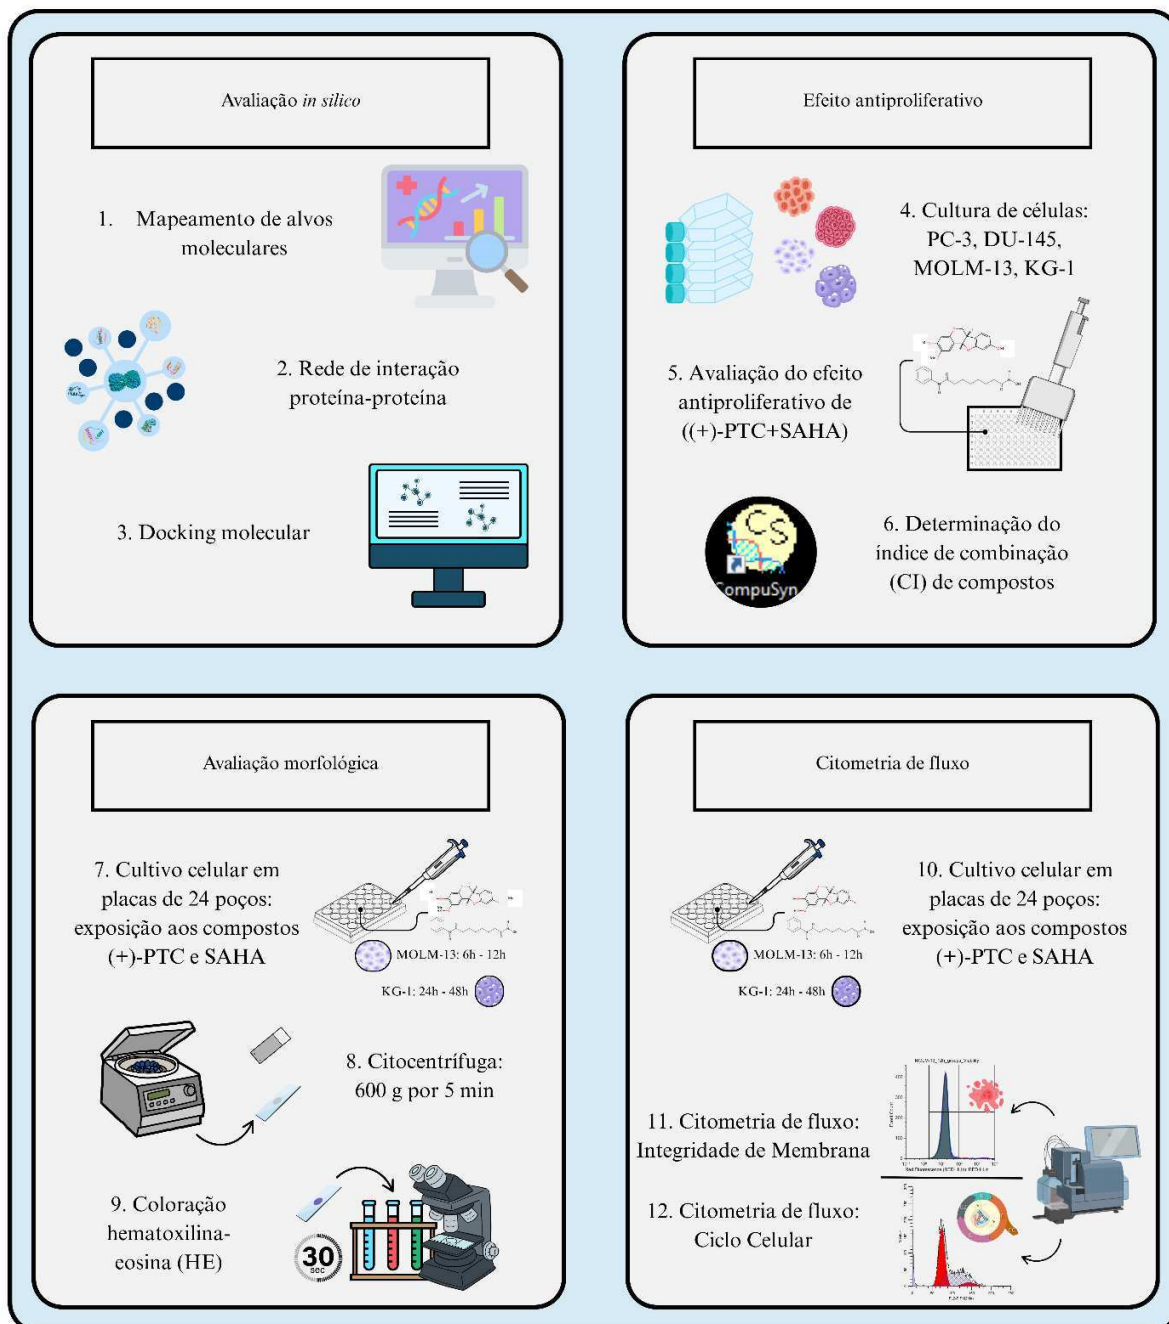 Avaliação in silico
1. Mapeamento de alvos
moleculares
2. Rede de interação
proteína-proteína
3. Docking molecular
Efeito antiproliferativo
4. Cultura de células:
PC-3, DU-145,
MOLM-13, KG-1
5. Avaliação do efeito
antiproliferativo de
((+)-PTC+SAHA)
CS
CompuSyn
6. Determinação do
índice de combinação
(CI) de compostos
Avaliação morfológica
7. Cultivo celular em
placas de 24 poços:
exposição aos compostos
(+)-PTC e SAHA
MOLM-13: 6h - 12h
KG-1: 24h - 48h
8. Citocentrífuga:
600 g por 5 min
9. Coloração
hematoxilina-
eosina (HE)
30
sec
Citometria de fluxo
10. Cultivo celular em
placas de 24 poços:
exposição aos compostos
(+)-PTC e SAHA
MOLM-13: 6h - 12h
KG-1: 24h - 48h
11. Citometria de fluxo:
Integridade de Membrana
12. Citometria de fluxo:
Ciclo Celular